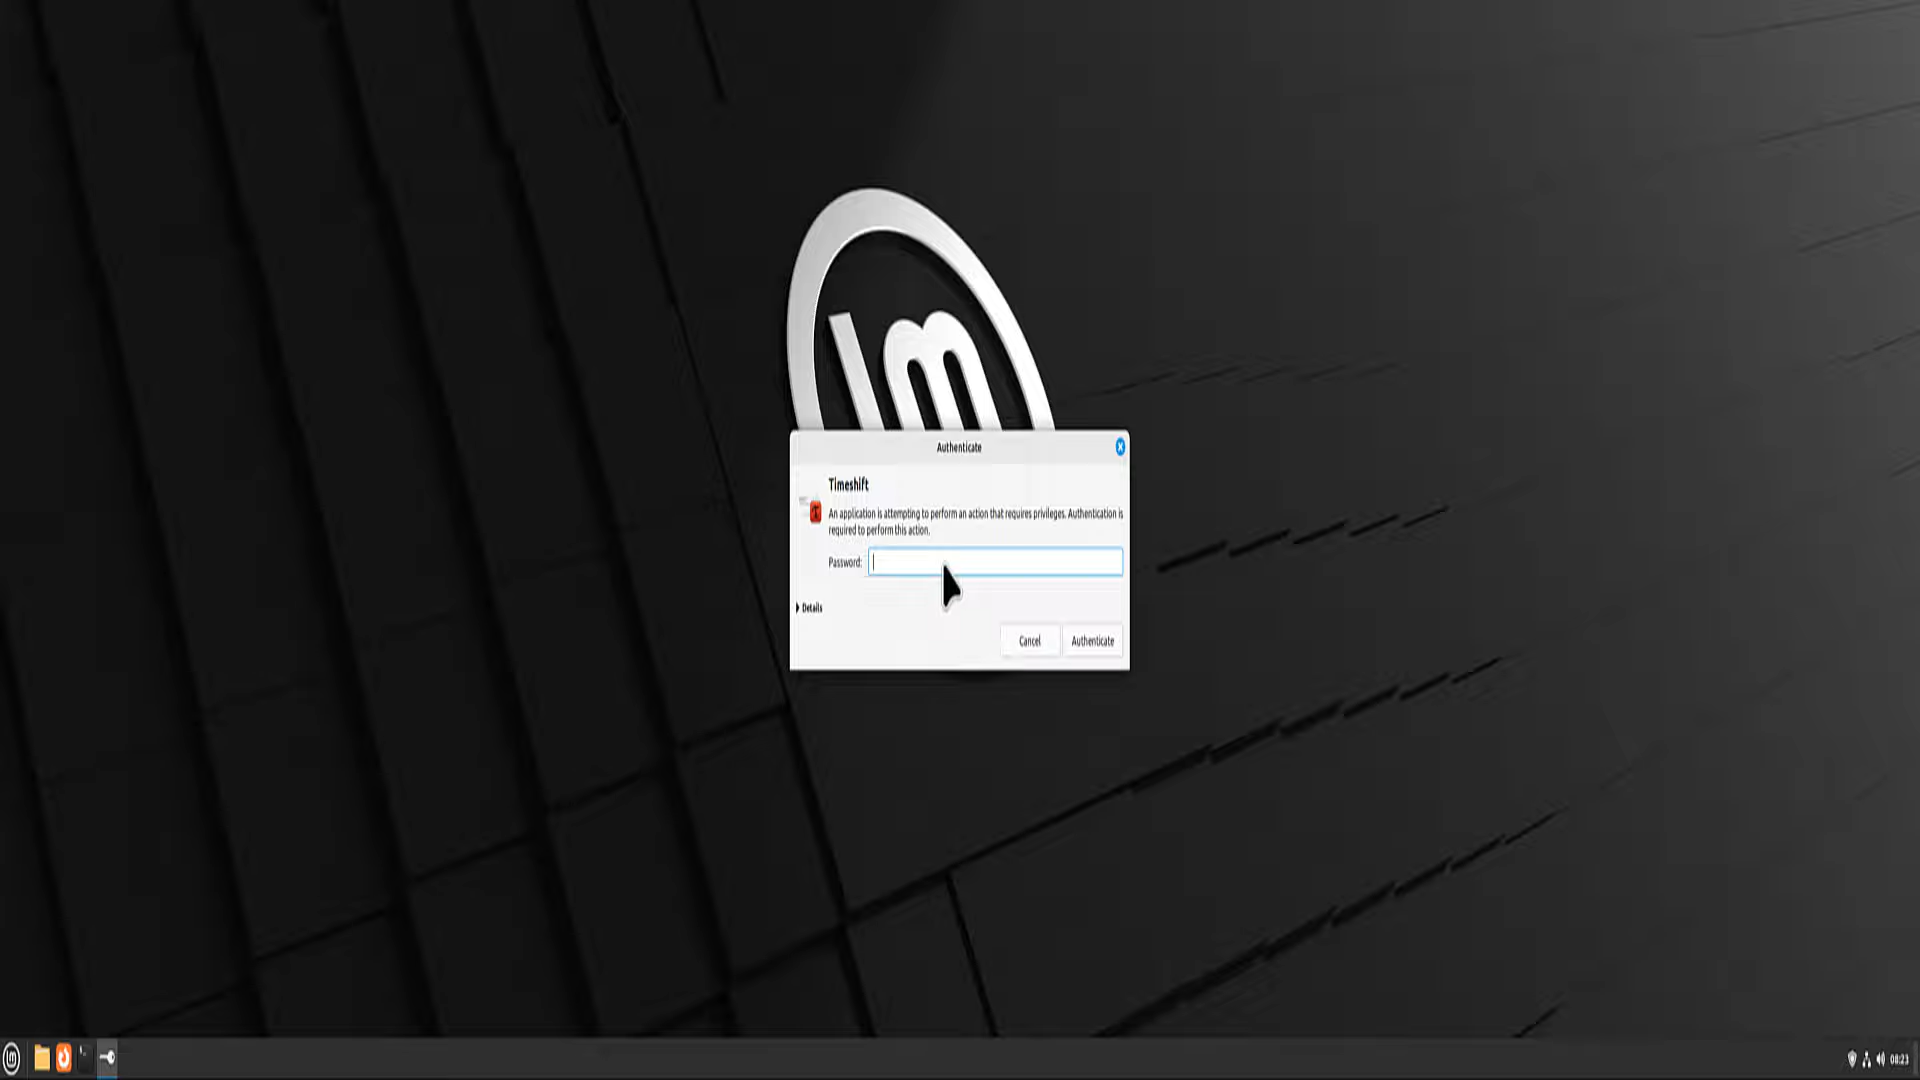 lm
Authenticate
Timeshift
An application is attempting to perform an action that requires privileges. Authentication is
required to perform this action.
Password:
Details
Cancel
Authenticate
08:23